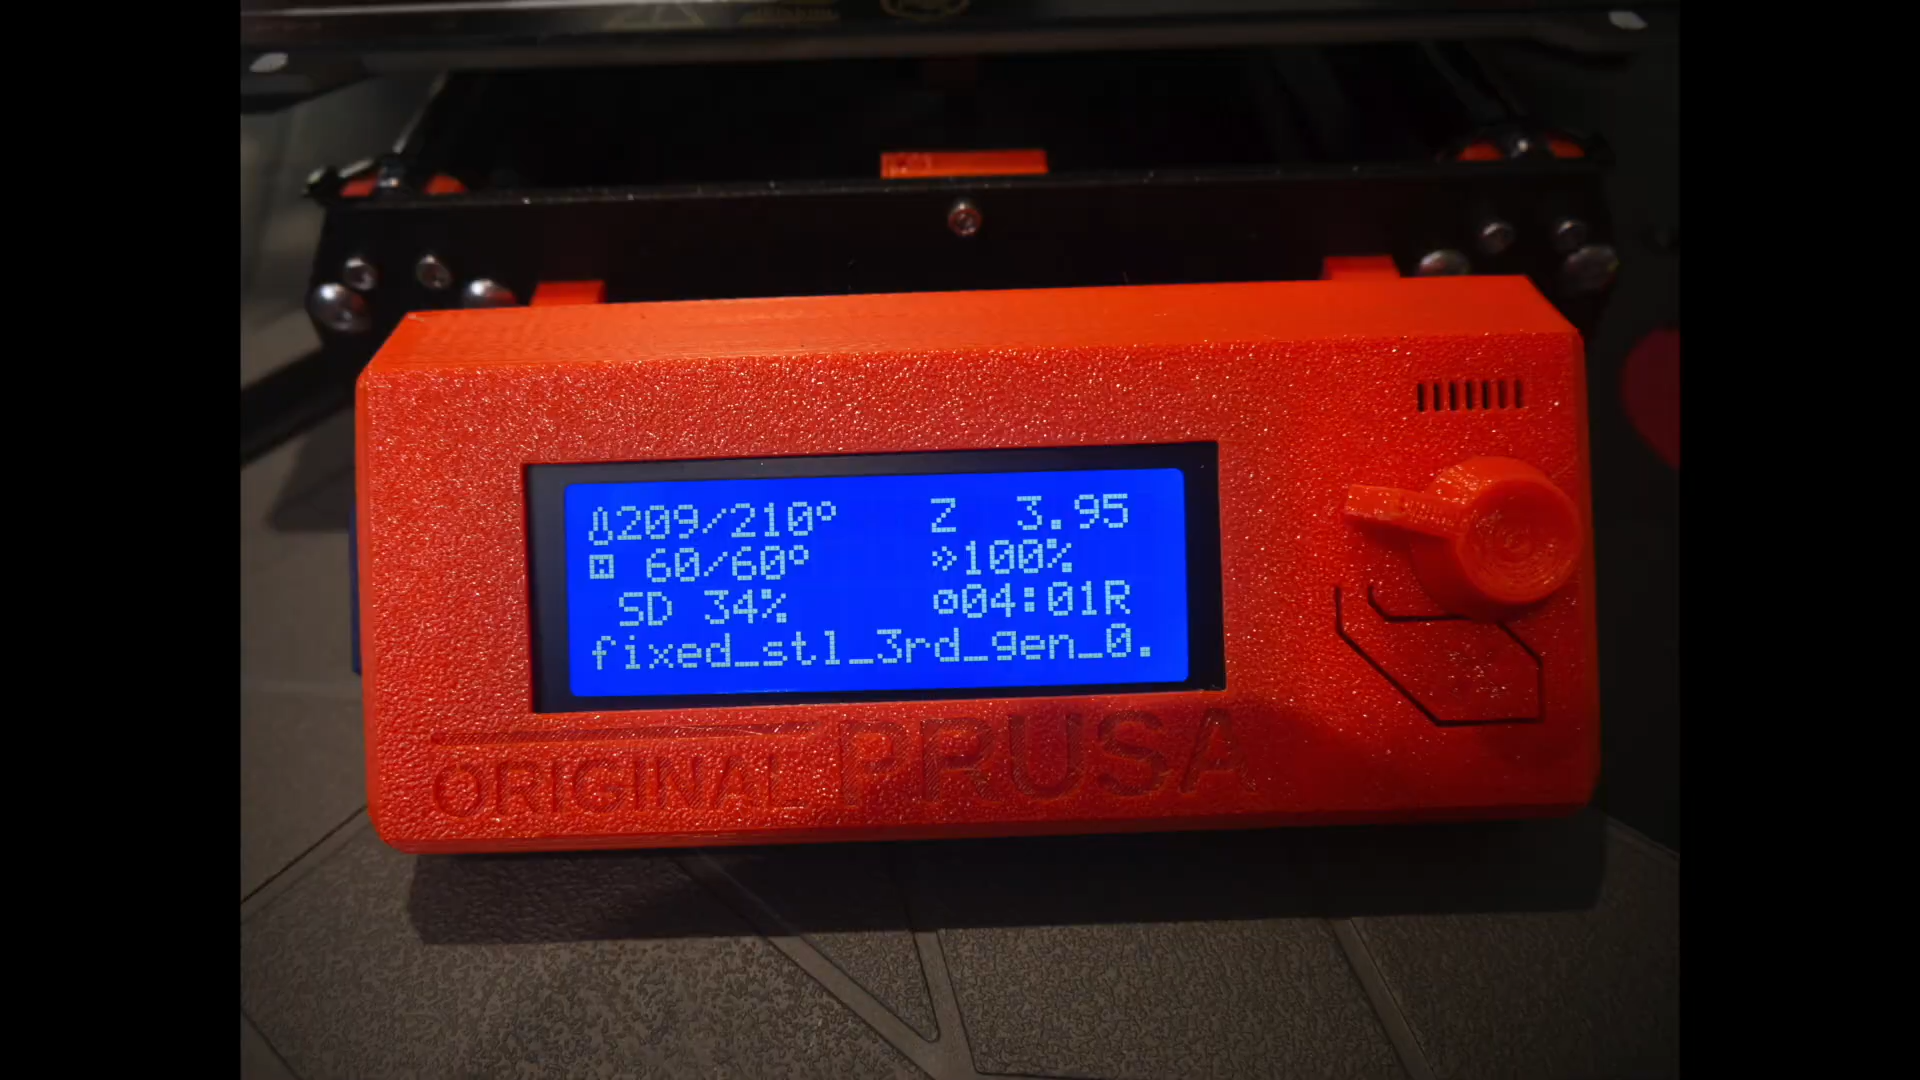 209/210° Z 3.95
60/60° 100%
SD 34% 04:01R
fixed_stl_3rd_gen_0.
ORIGINAL PRUSA